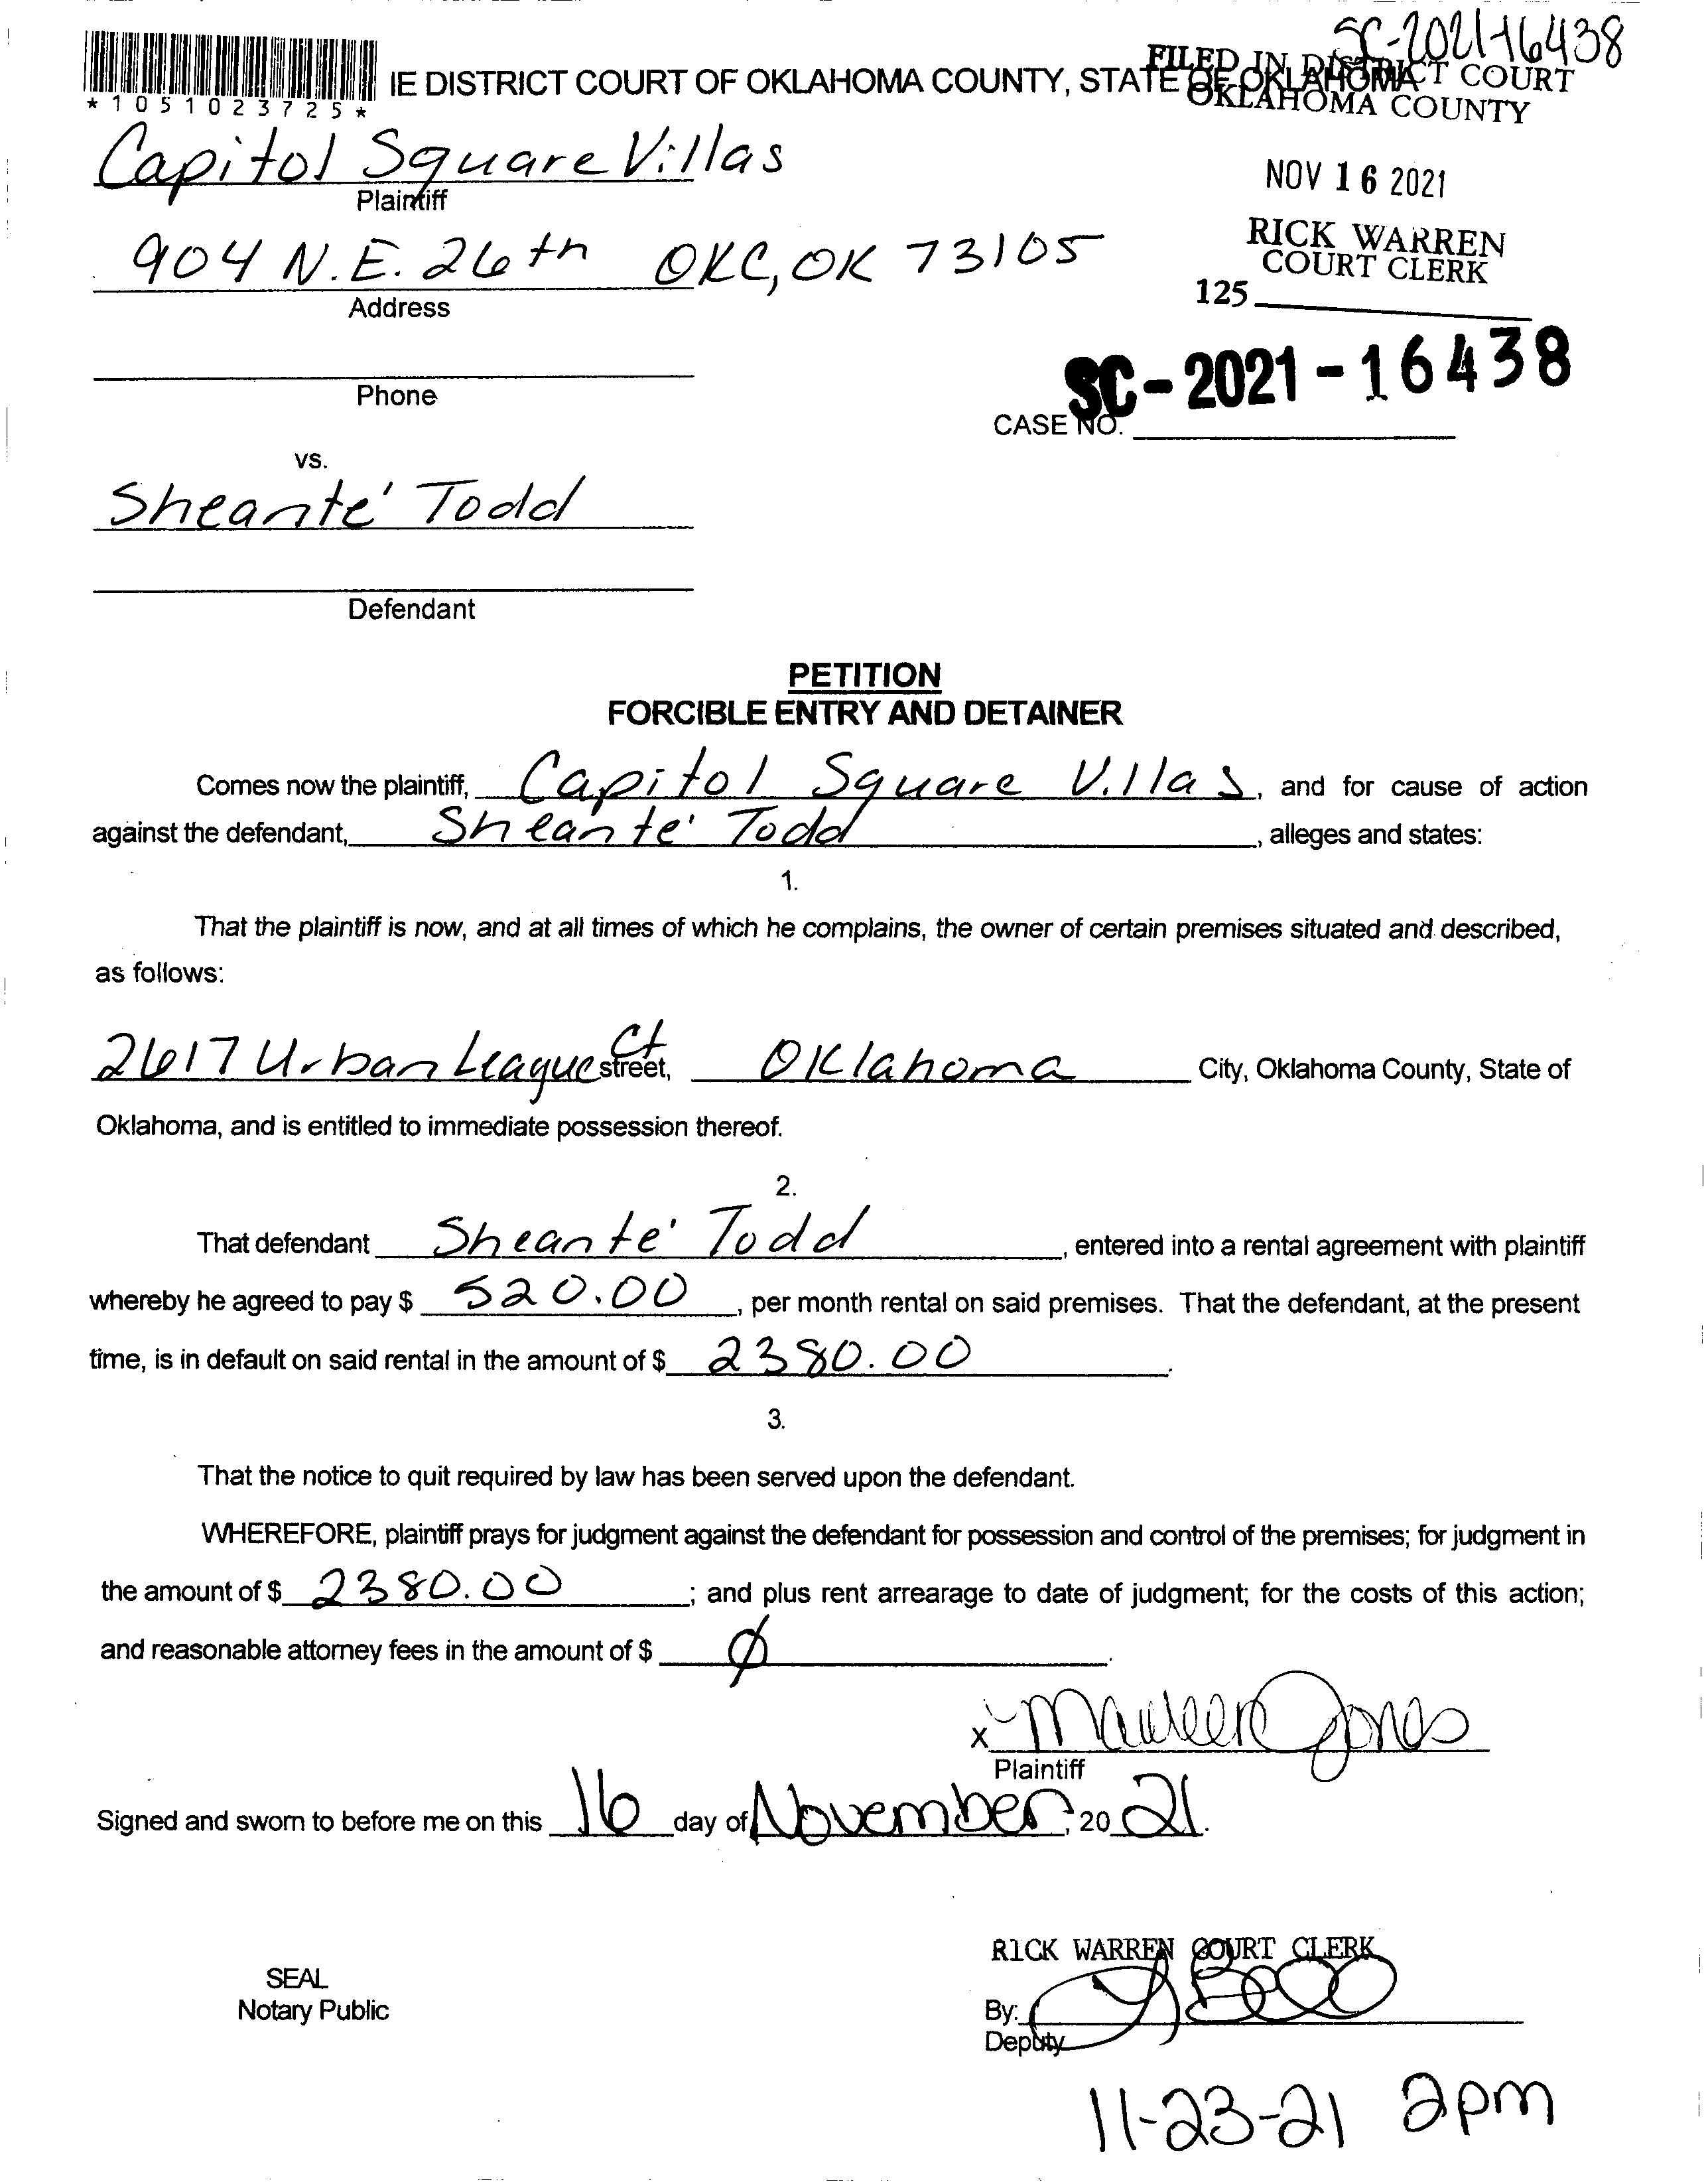 SC-2021-16438
*1051023725*
IE DISTRICT COURT OF OKLAHOMA COUNTY, STATE OF OKLAHOMA
FILED IN DISTRICT COURT
OKLAHOMA COUNTY
Capitol Square Villas
Plaintiff
NOV 16 2021
904 N.E. 26th OKC, OK 73105
Address
RICK WARREN
COURT CLERK
125
Phone
SC-2021-16438
CASE NO.
vs.
Sheante' Todd
Defendant
PETITION
FORCIBLE ENTRY AND DETAINER
Comes now the plaintiff, Capitol Square Villas, and for cause of action
against the defendant, Sheante' Todd, alleges and states:
1.
That the plaintiff is now, and at all times of which he complains, the owner of certain premises situated and described,
as follows:
2617 Urban League Ct street, Oklahoma City, Oklahoma County, State of
Oklahoma, and is entitled to immediate possession thereof.
2.
That defendant Sheante' Todd, entered into a rental agreement with plaintiff
whereby he agreed to pay $ 520.00, per month rental on said premises. That the defendant, at the present
time, is in default on said rental in the amount of $ 2380.00.
3.
That the notice to quit required by law has been served upon the defendant.
WHEREFORE, plaintiff prays for judgment against the defendant for possession and control of the premises; for judgment in
the amount of $ 2380.00; and plus rent arrearage to date of judgment; for the costs of this action;
and reasonable attorney fees in the amount of $ Ø.
x Maureen Jones
Plaintiff
Signed and sworn to before me on this 16 day of November, 20 21.
RICK WARREN COURT CLERK
SEAL
Notary Public
By:
Deputy
11-23-21 2pm